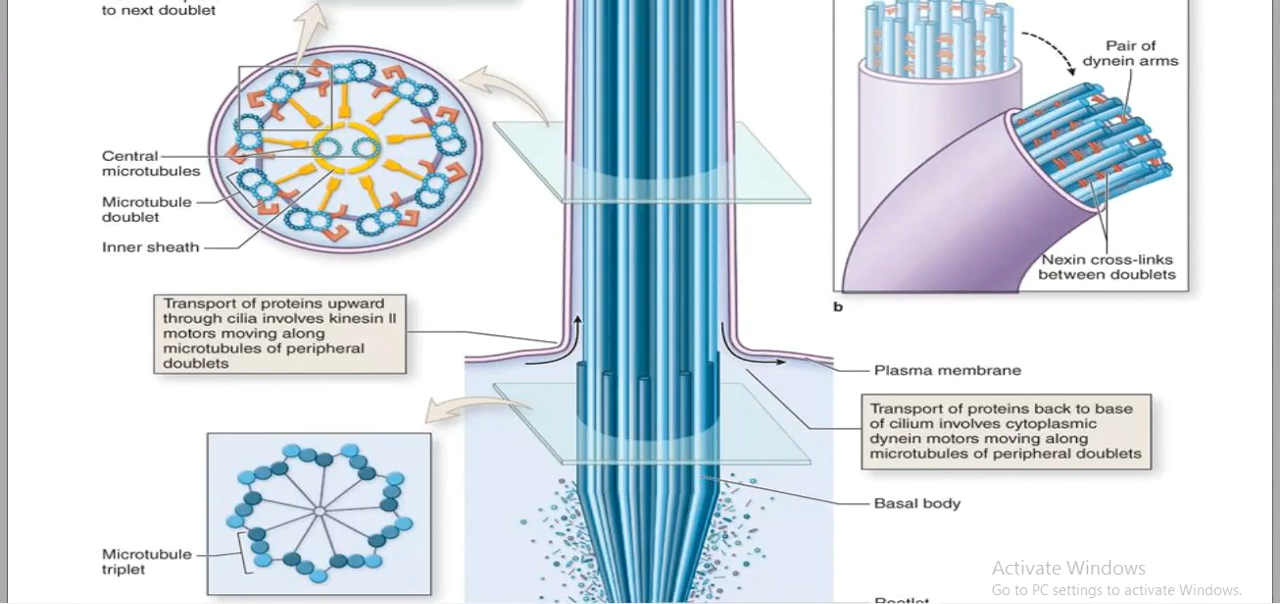 to next doublet
Central
microtubules
Microtubule
doublet
Inner sheath
Pair of
dynein arms
Nexin cross-links
between doublets
b
Transport of proteins upward
through cilia involves kinesin II
motors moving along
microtubules of peripheral
doublets
Plasma membrane
Transport of proteins back to base
of cilium involves cytoplasmic
dynein motors moving along
microtubules of peripheral doublets
Basal body
Microtubule
triplet
Activate Windows
Go to PC settings to activate Windows.